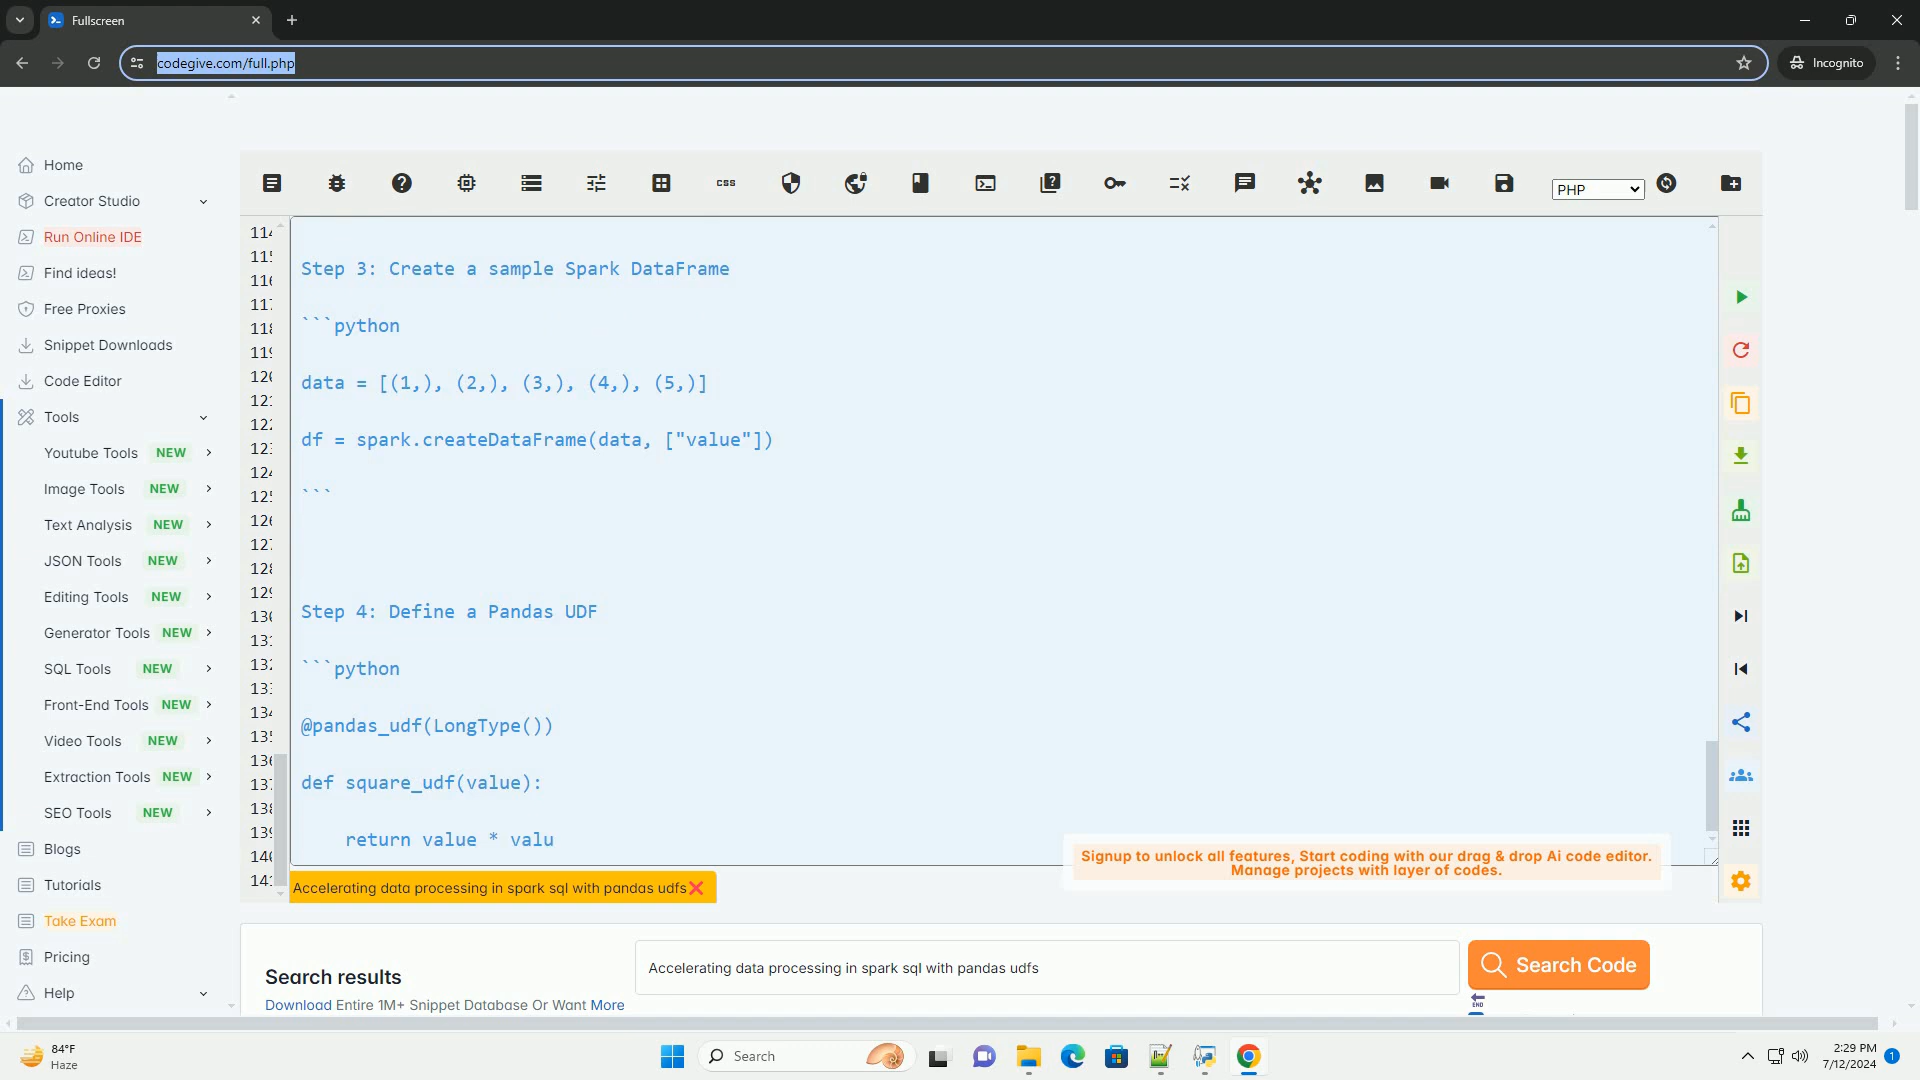 Fullscreen
codegive.com/full.php
Incognito
Home
Creator Studio
Run Online IDE
Find ideas!
Free Proxies
Snippet Downloads
Code Editor
Tools
Youtube Tools NEW
Image Tools NEW
Text Analysis NEW
JSON Tools NEW
Editing Tools NEW
Generator Tools NEW
SQL Tools NEW
Front-End Tools NEW
Video Tools NEW
Extraction Tools NEW
SEO Tools NEW
Blogs
Tutorials
Take Exam
Pricing
Help
css
PHP
Step 3: Create a sample Spark DataFrame
```python
data = [(1,), (2,), (3,), (4,), (5,)]
df = spark.createDataFrame(data, ["value"])
```
Step 4: Define a Pandas UDF
```python
@pandas_udf(LongType())
def square_udf(value):
return value * valu
Signup to unlock all features, Start coding with our drag & drop Ai code editor.
Manage projects with layer of codes.
Accelerating data processing in spark sql with pandas udfs❌
Search results
Download Entire 1M+ Snippet Database Or Want More
Accelerating data processing in spark sql with pandas udfs
Search Code
END
84°F
Haze
Search
2:29 PM
7/12/2024
1